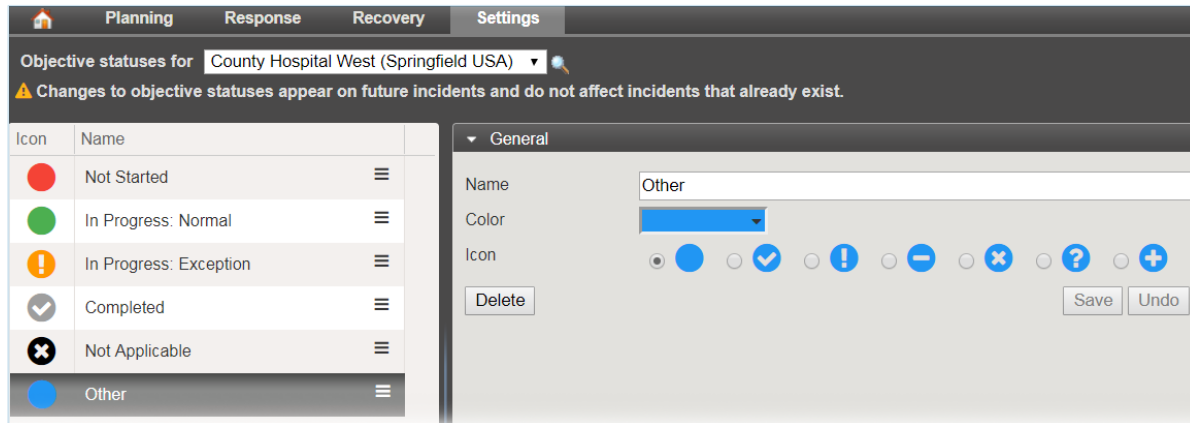 Planning Response Recovery Settings
Objective statuses for County Hospital West (Springfield USA)
Changes to objective statuses appear on future incidents and do not affect incidents that already exist.
Icon Name
Not Started
In Progress: Normal
In Progress: Exception
Completed
Not Applicable
Other
General
Name Other
Color
Icon
Delete Save Undo